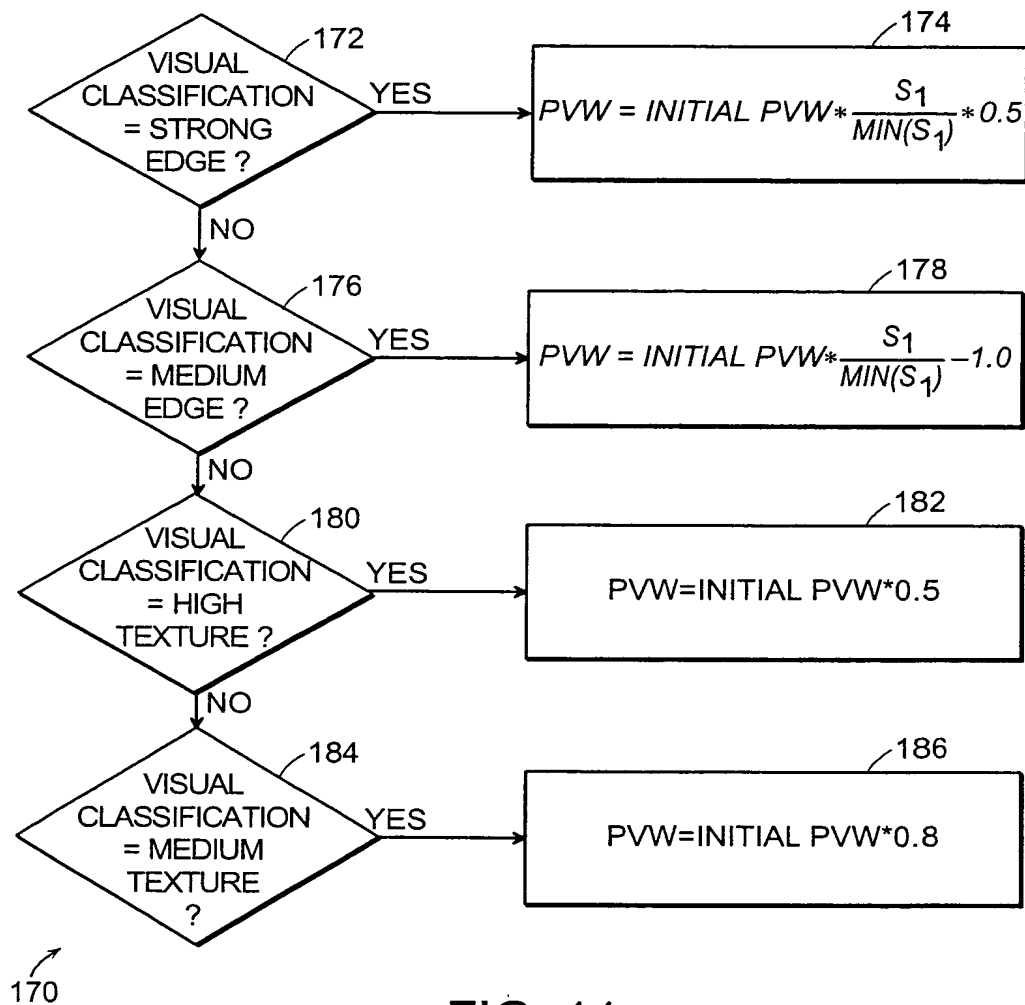 172
VISUAL
CLASSIFICATION
= STRONG
EDGE ?
YES
174
PVW = INITIAL PVW* S1/MIN(S1) *0.5
NO
176
VISUAL
CLASSIFICATION
= MEDIUM
EDGE ?
YES
178
PVW = INITIAL PVW* S1/MIN(S1) –1.0
NO
180
VISUAL
CLASSIFICATION
= HIGH
TEXTURE ?
YES
182
PVW=INITIAL PVW*0.5
NO
184
VISUAL
CLASSIFICATION
= MEDIUM
TEXTURE
?
YES
186
PVW=INITIAL PVW*0.8
170